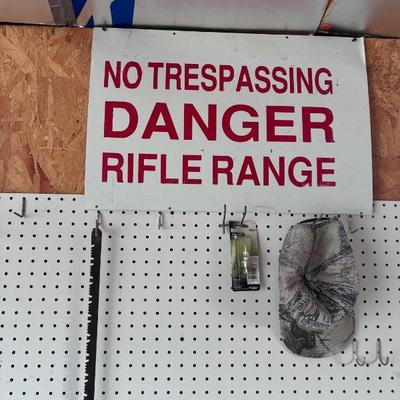 NO TRESPASSING
DANGER
RIFLE RANGE